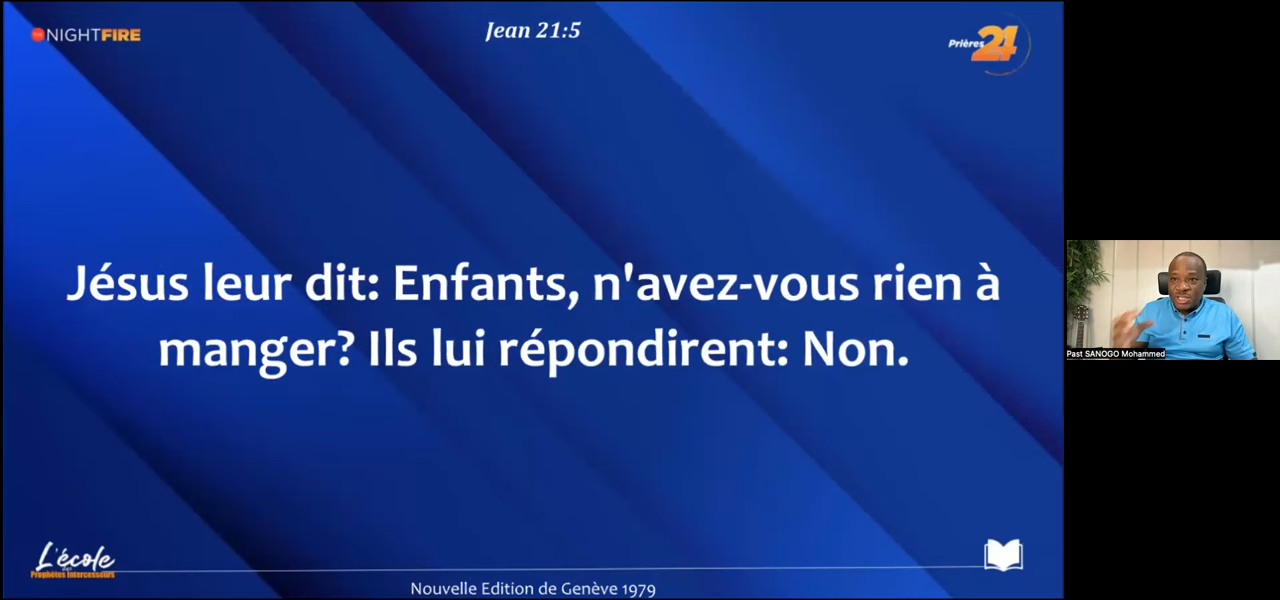 NIGHTFIRE
Jean 21:5
Prières 21
Jésus leur dit: Enfants, n'avez-vous rien à
manger? Ils lui répondirent: Non.
Past SANOGO Mohammed
L'école
Prophètes Intercesseurs
Nouvelle Edition de Genève 1979